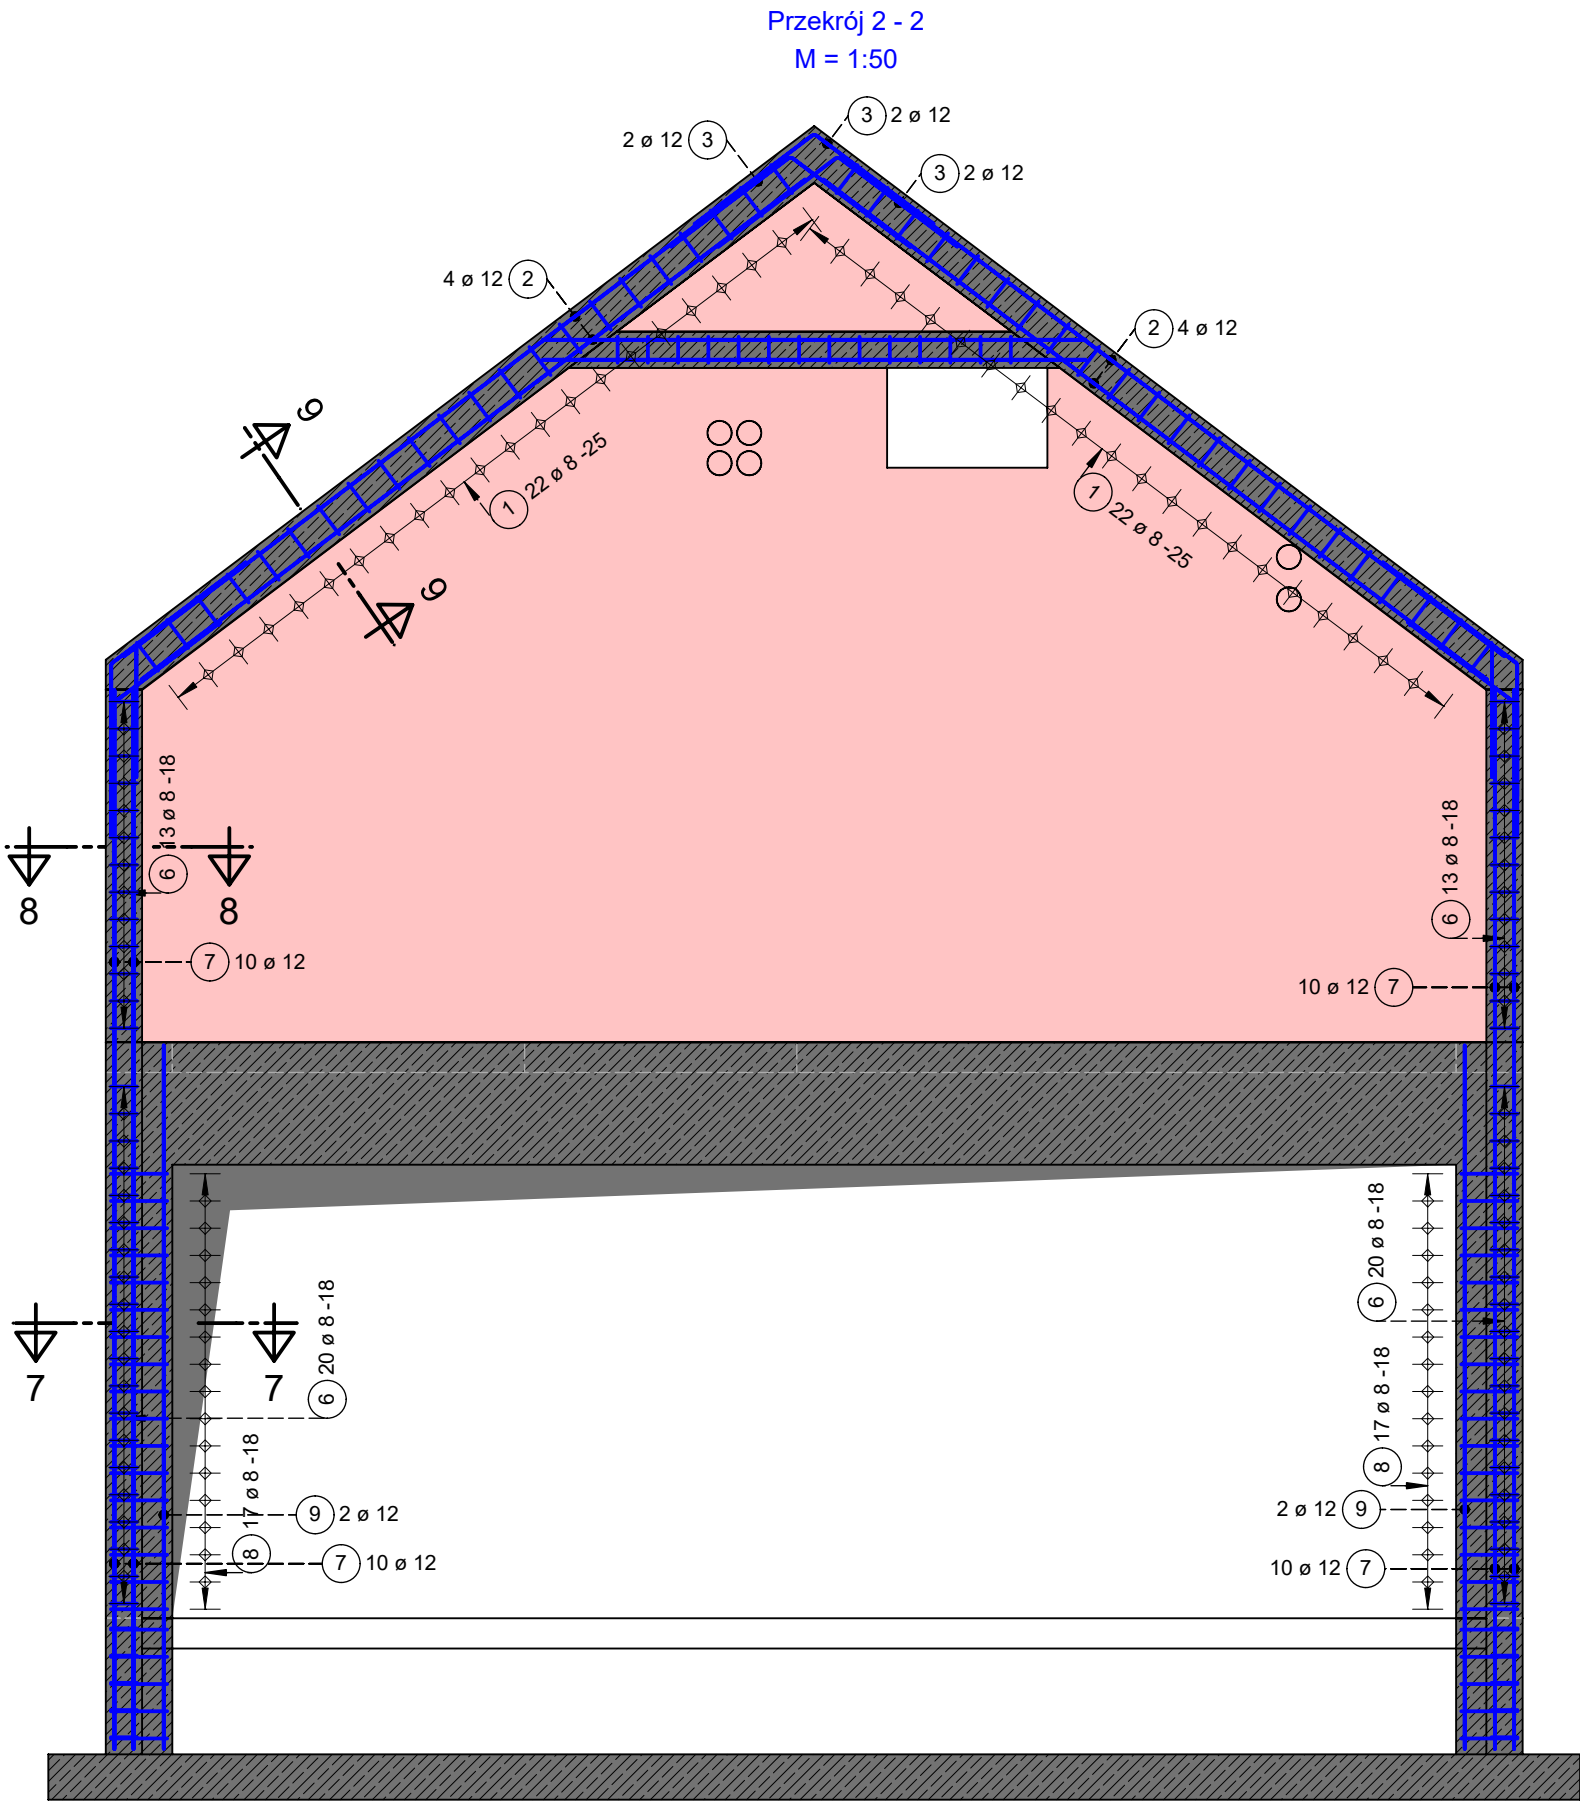 Przekrój 2 - 2
M = 1:50
3 2 ø 12
2 ø 12 3
3 2 ø 12
4 ø 12 2
2 4 ø 12
9
1 22 ø 8 -25
1 22 ø 8 -25
9
6 13 ø 8 -18
6 13 ø 8 -18
8
8
7 10 ø 12
10 ø 12 7
6 20 ø 8 -18
6 20 ø 8 -18
7
7
8 17 ø 8 -18
8 17 ø 8 -18
9 2 ø 12
2 ø 12 9
7 10 ø 12
10 ø 12 7